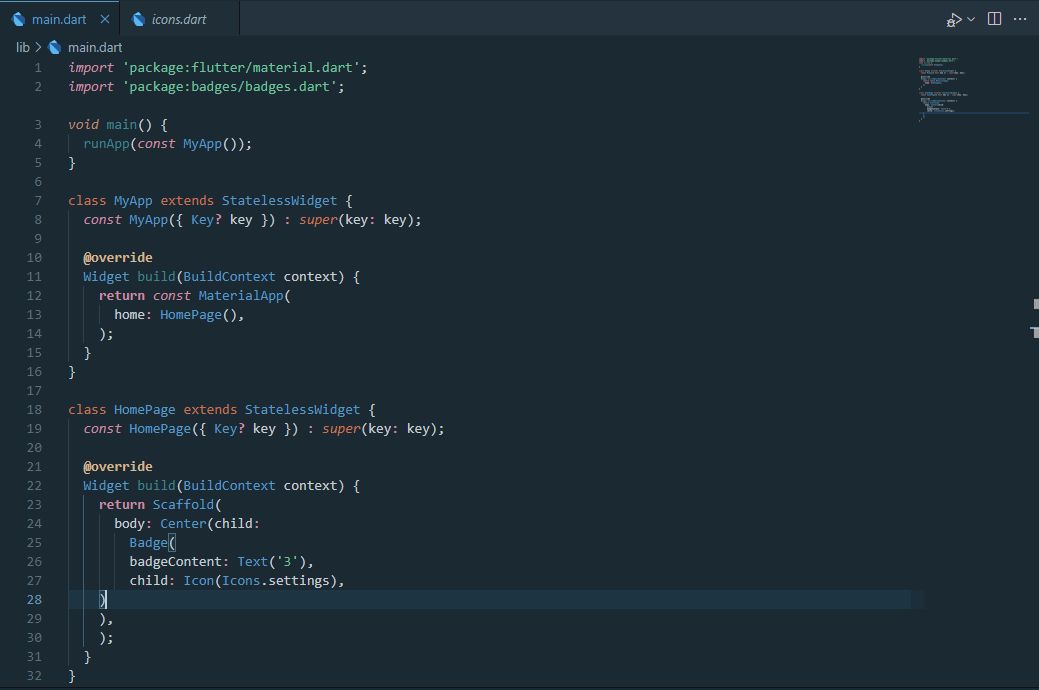 main.dart × icons.dart
lib > main.dart
1 import 'package:flutter/material.dart';
2 import 'package:badges/badges.dart';
3 void main() {
4 runApp(const MyApp());
5 }
6
7 class MyApp extends StatelessWidget {
8 const MyApp({ Key? key }) : super(key: key);
9
10 @override
11 Widget build(BuildContext context) {
12 return const MaterialApp(
13 home: HomePage(),
14 );
15 }
16 }
17
18 class HomePage extends StatelessWidget {
19 const HomePage({ Key? key }) : super(key: key);
20
21 @override
22 Widget build(BuildContext context) {
23 return Scaffold(
24 body: Center(child:
25 Badge(
26 badgeContent: Text('3'),
27 child: Icon(Icons.settings),
28 )
29 ),
30 );
31 }
32 }